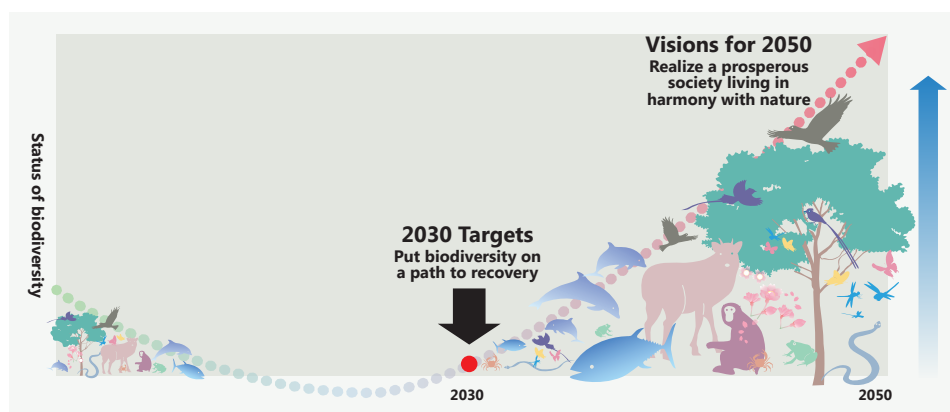 Visions for 2050
Realize a prosperous
society living in
harmony with nature
Status of biodiversity
2030 Targets
Put biodiversity on
a path to recovery
2030
2050